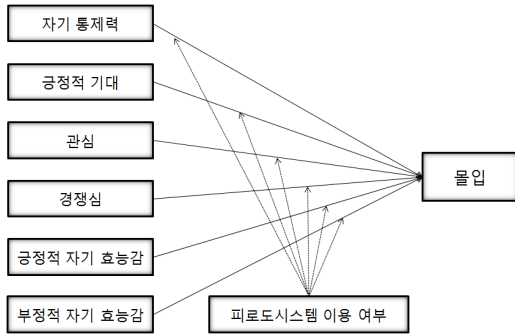 자기 통제력
긍정적 기대
관심
경쟁심
긍정적 자기 효능감
부정적 자기 효능감
피로도시스템 이용 여부
몰입